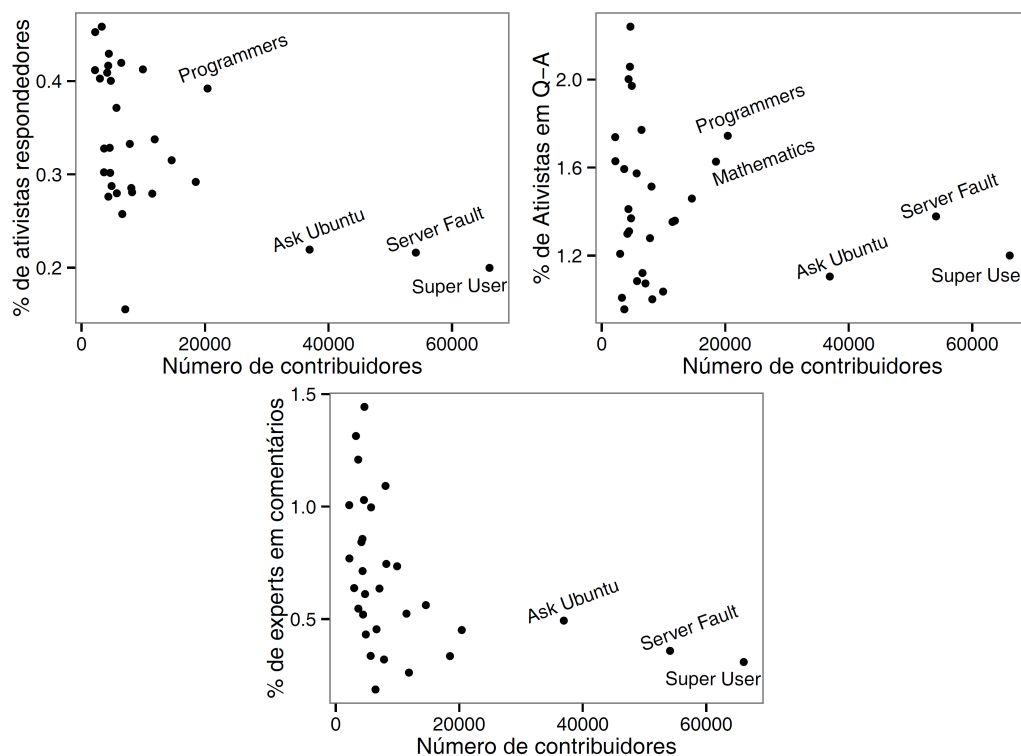 % de ativistas respondedores
0.4
0.3
0.2
Programmers
Ask Ubuntu
Server Fault
Super User
0
20000
40000
60000
Número de contribuidores
% de Ativistas em Q−A
2.0
1.6
1.2
Programmers
Mathematics
Server Fault
Ask Ubuntu
Super Use
0
20000
40000
60000
Número de contribuidores
% de experts em comentários
1.5
1.0
0.5
Ask Ubuntu
Server Fault
Super User
0
20000
40000
60000
Número de contribuidores